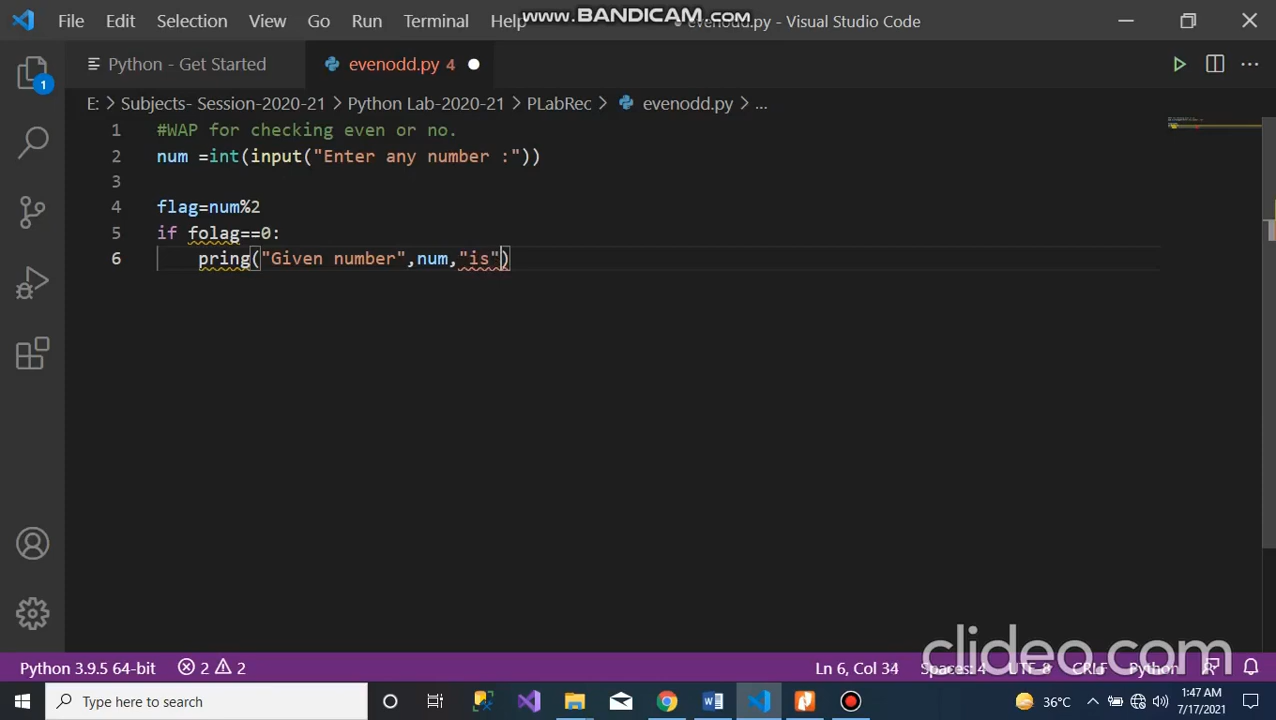 File Edit Selection View Go Run Terminal Help
www.BANDICAM.com
evenodd.py - Visual Studio Code
Python - Get Started
evenodd.py 4
E: > Subjects- Session-2020-21 > Python Lab-2020-21 > PLabRec > evenodd.py > ...
1 #WAP for checking even or no.
2 num =int(input("Enter any number :"))
3
4 flag=num%2
5 if folag==0:
6 pring("Given number",num,"is")
1
clideo.com
Python 3.9.5 64-bit 2 2 Ln 6, Col 34 Spaces: 4 UTF-8 CRLF Python
Type here to search
36°C
1:47 AM
7/17/2021